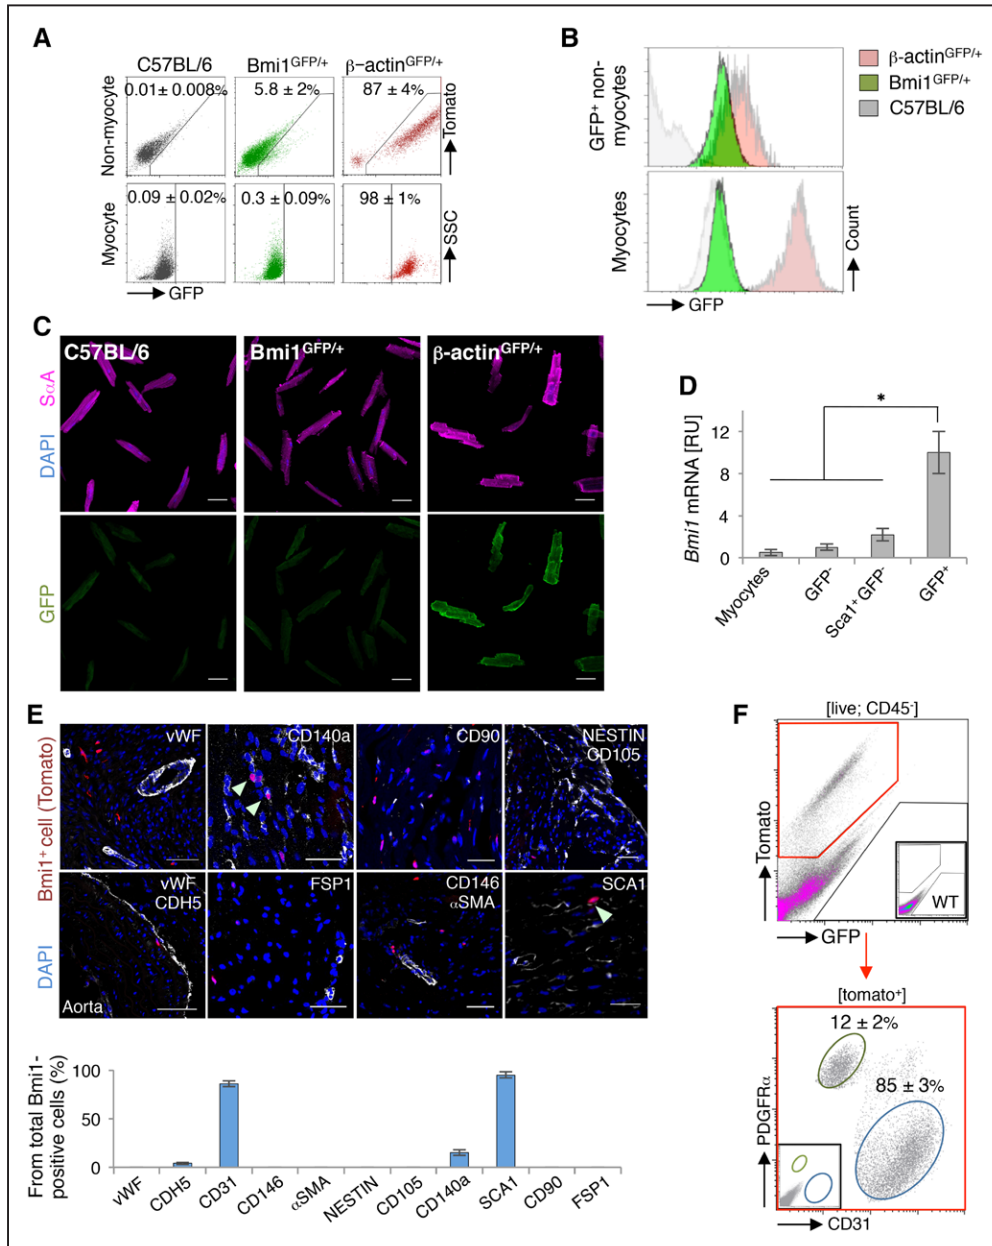 A
C57BL/6
Bmi1GFP/+
β–actinGFP/+
Non-myocyte
0.01± 0.008%
5.8 ± 2%
87 ± 4%
Tomato
Myocyte
0.09 ± 0.02%
0.3 ± 0.09%
98 ± 1%
SSC
GFP
B
GFP+ non-
myocytes
Myocytes
Count
GFP
β-actinGFP/+
Bmi1GFP/+
C57BL/6
C
C57BL/6
Bmi1GFP/+
β-actinGFP/+
DAPI SαA
GFP
D
*
Bmi1 mRNA [RU]
12
8
4
0
Myocytes
GFP-
Sca1+ GFP-
GFP+
E
Bmi1+ cell (Tomato)
DAPI
vWF
CD140a
CD90
NESTIN
CD105
vWF
CDH5
Aorta
FSP1
CD146
αSMA
SCA1
From total Bmi1-
positive cells (%)
100
50
0
vWF
CDH5
CD31
CD146
αSMA
NESTIN
CD105
CD140a
SCA1
CD90
FSP1
F
[live; CD45-]
Tomato
WT
GFP
[tomato+]
12 ± 2%
85 ± 3%
PDGFRα
CD31